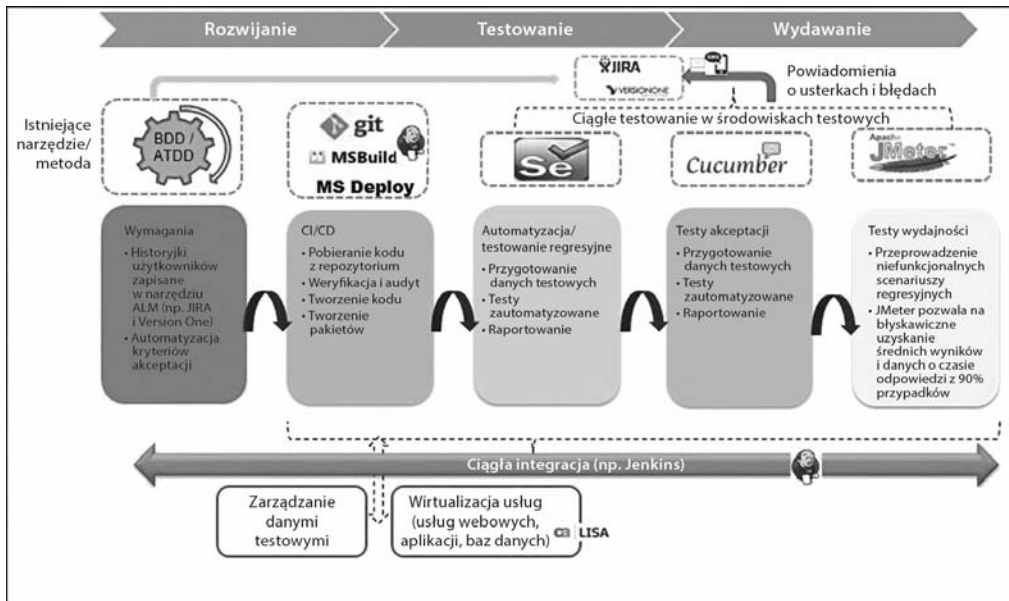 Rozwijanie
Testowanie
Wydawanie
JIRA
VERSIONONE
Powiadomienia
o usterkach i błędach
Istniejące
narzędzie/
metoda
BDD /
ATDD
git
MSBuild
MS Deploy
Ciągłe testowanie w środowiskach testowych
Se
Cucumber
Apache
JMeter
Wymagania
• Historyjki
użytkowników
zapisane
w narzędziu
ALM (np. JIRA
i Version One)
• Automatyzacja
kryteriów
akceptacji
CI/CD
• Pobieranie kodu
z repozytorium
• Weryfikacja i audyt
• Tworzenie kodu
• Tworzenie
pakietów
Automatyzacja/
testowanie regresyjne
• Przygotowanie
danych testowych
• Testy
zautomatyzowane
• Raportowanie
Testy akceptacji
• Przygotowanie
danych testowych
• Testy
zautomatyzowane
• Raportowanie
Testy wydajności
• Przeprowadzenie
niefunkcjonalnych
scenariuszy
regresyjnych
• JMeter pozwala na
błyskawiczne
uzyskanie
średnich wyników
i danych o czasie
odpowiedzi z 90%
przypadków
Ciągła integracja (np. Jenkins)
Zarządzanie
danymi
testowymi
Wirtualizacja usług
(usług webowych,
aplikacji, baz danych)
ca LISA